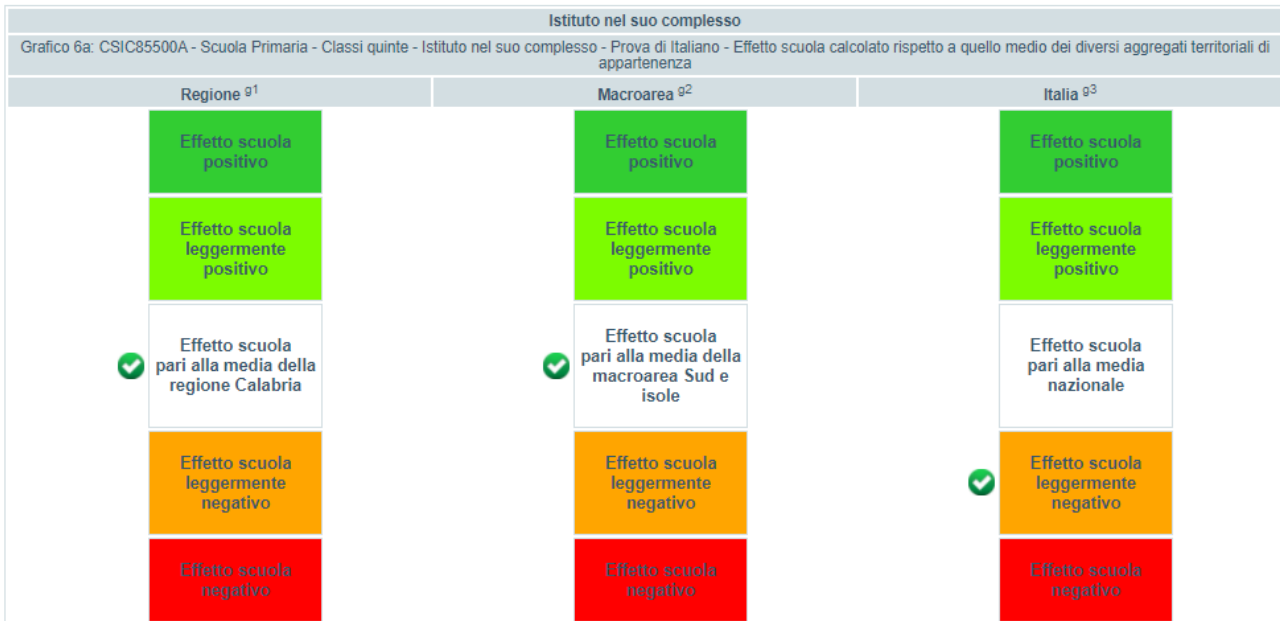 Istituto nel suo complesso
Grafico 6a: CSIC85500A - Scuola Primaria - Classi quinte - Istituto nel suo complesso - Prova di Italiano - Effetto scuola calcolato rispetto a quello medio dei diversi aggregati territoriali di
appartenenza
Regione g1
Macroarea g2
Italia g3
Effetto scuola
positivo
Effetto scuola
leggermente
positivo
Effetto scuola
pari alla media della
regione Calabria
Effetto scuola
leggermente
negativo
Effetto scuola
negativo
Effetto scuola
positivo
Effetto scuola
leggermente
positivo
Effetto scuola
pari alla media della
macroarea Sud e
isole
Effetto scuola
leggermente
negativo
Effetto scuola
negativo
Effetto scuola
positivo
Effetto scuola
leggermente
positivo
Effetto scuola
pari alla media
nazionale
Effetto scuola
leggermente
negativo
Effetto scuola
negativo